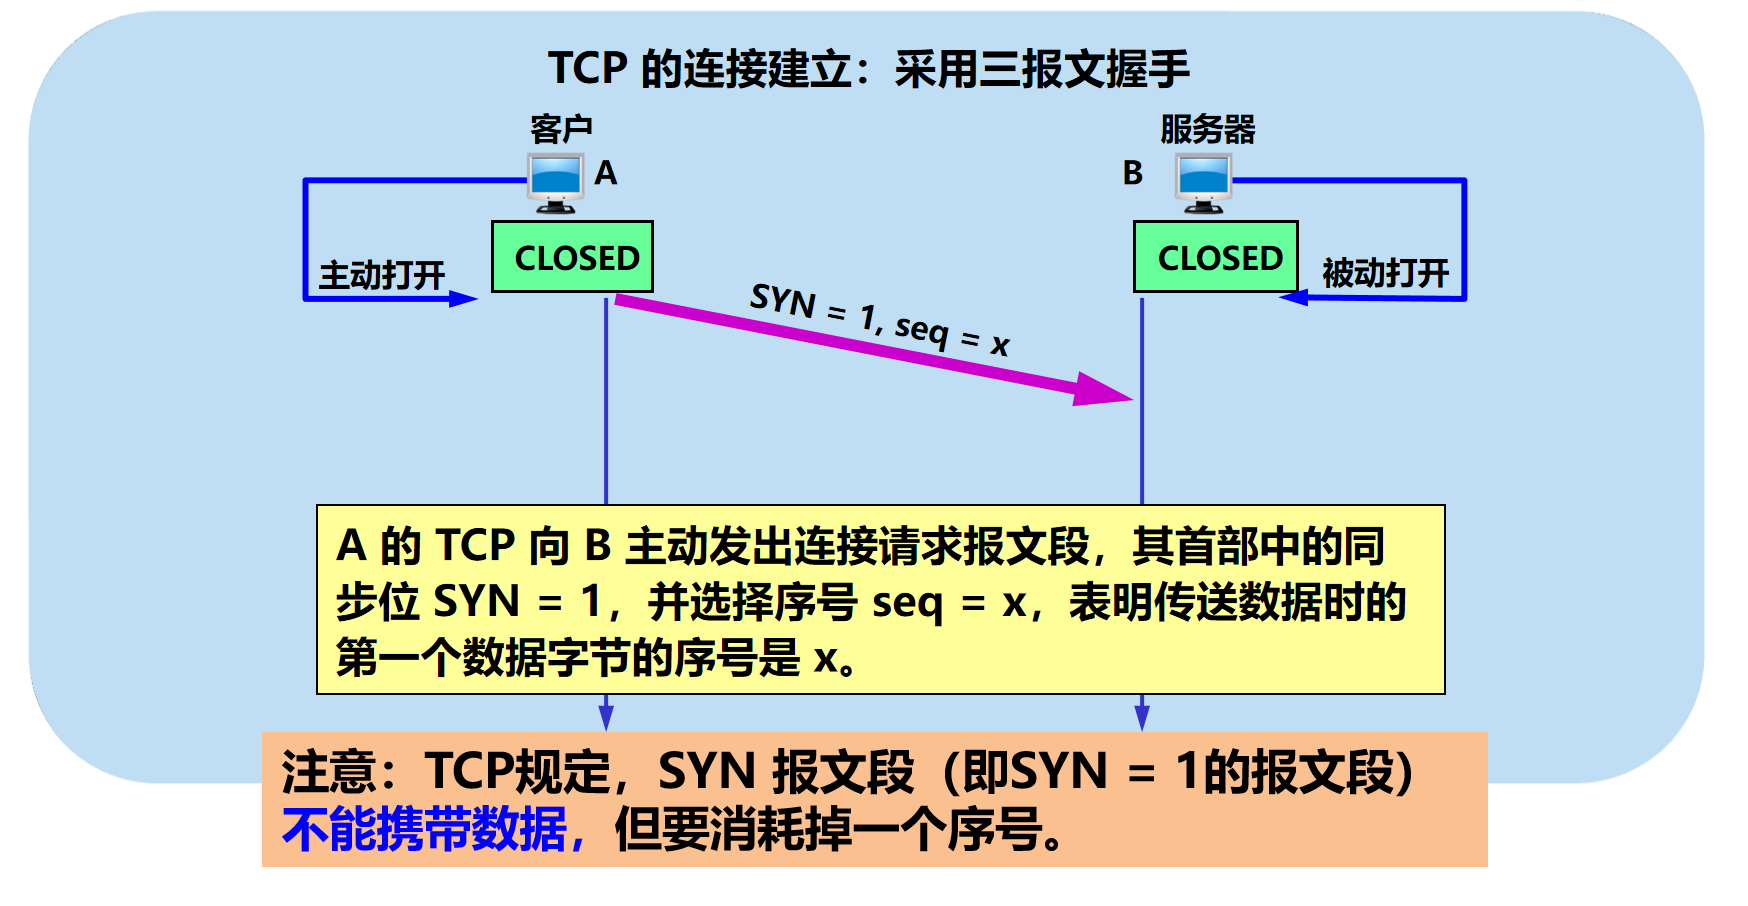 TCP 的连接建立：采用三报文握手
客户
服务器
A
B
CLOSED
CLOSED
主动打开
被动打开
SYN = 1, seq = x
A 的 TCP 向 B 主动发出连接请求报文段，其首部中的同
步位 SYN = 1，并选择序号 seq = x，表明传送数据时的
第一个数据字节的序号是 x。
注意：TCP规定，SYN 报文段（即SYN = 1的报文段）
不能携带数据，但要消耗掉一个序号。